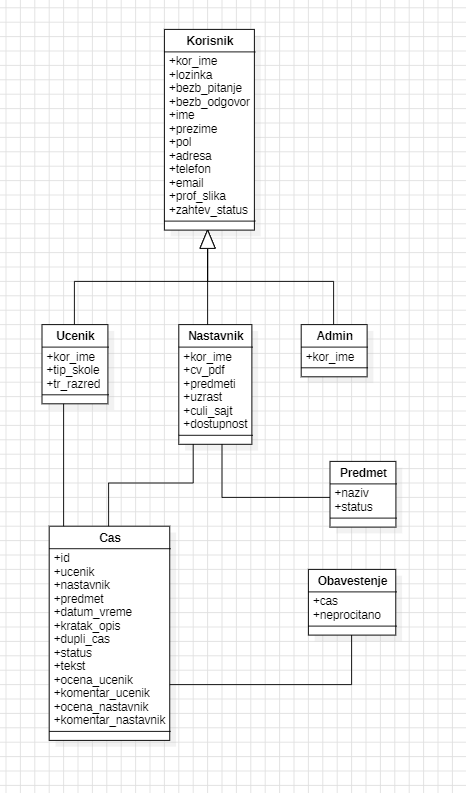 Korisnik
+kor_ime
+lozinka
+bezb_pitanje
+bezb_odgovor
+ime
+prezime
+pol
+adresa
+telefon
+email
+prof_slika
+zahtev_status
Ucenik
+kor_ime
+tip_skole
+tr_razred
Nastavnik
+kor_ime
+cv_pdf
+predmeti
+uzrast
+culi_sajt
+dostupnost
Admin
+kor_ime
Predmet
+naziv
+status
Cas
+id
+ucenik
+nastavnik
+predmet
+datum_vreme
+kratak_opis
+dupli_cas
+status
+tekst
+ocena_ucenik
+komentar_ucenik
+ocena_nastavnik
+komentar_nastavnik
Obavestenje
+cas
+neprocitano